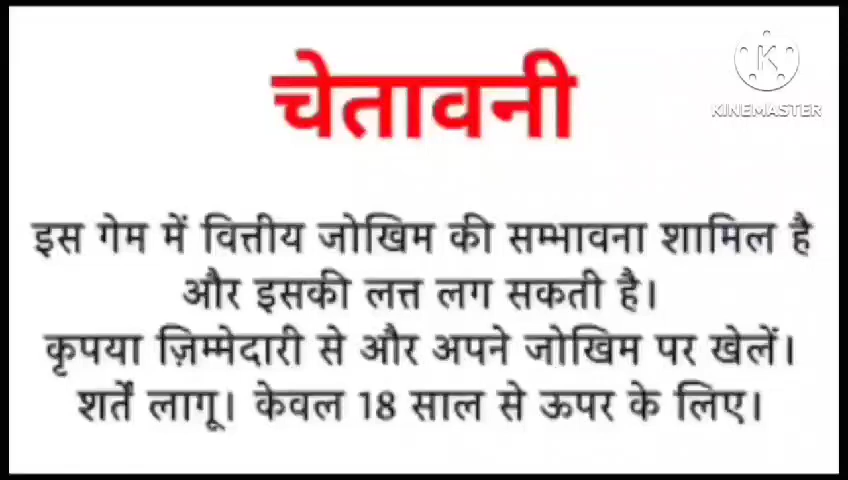 चेतावनी
KINEMASTER
इस गेम में वित्तीय जोखिम की सम्भावना शामिल है
और इसकी लत्त लग सकती है।
कृपया ज़िम्मेदारी से और अपने जोखिम पर खेलें।
शर्तें लागू। केवल 18 साल से ऊपर के लिए।